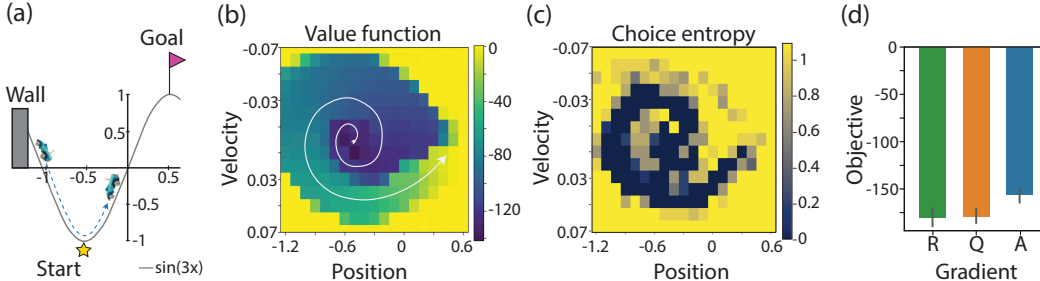 (a)
Goal
Wall
1
0.5
-1
-0.5
0.5
-0.5
-1
Start
sin(3x)
(b)
Value function
Velocity
-0.07
-0.03
0.03
0.07
-1.2
-0.6
0
0.6
Position
0
-40
-80
-120
(c)
Choice entropy
Velocity
-0.07
-0.03
0.03
0.07
-1.2
-0.6
0
0.6
Position
1
0.8
0.6
0.4
0.2
0
(d)
Objective
0
-50
-100
-150
R Q A
Gradient